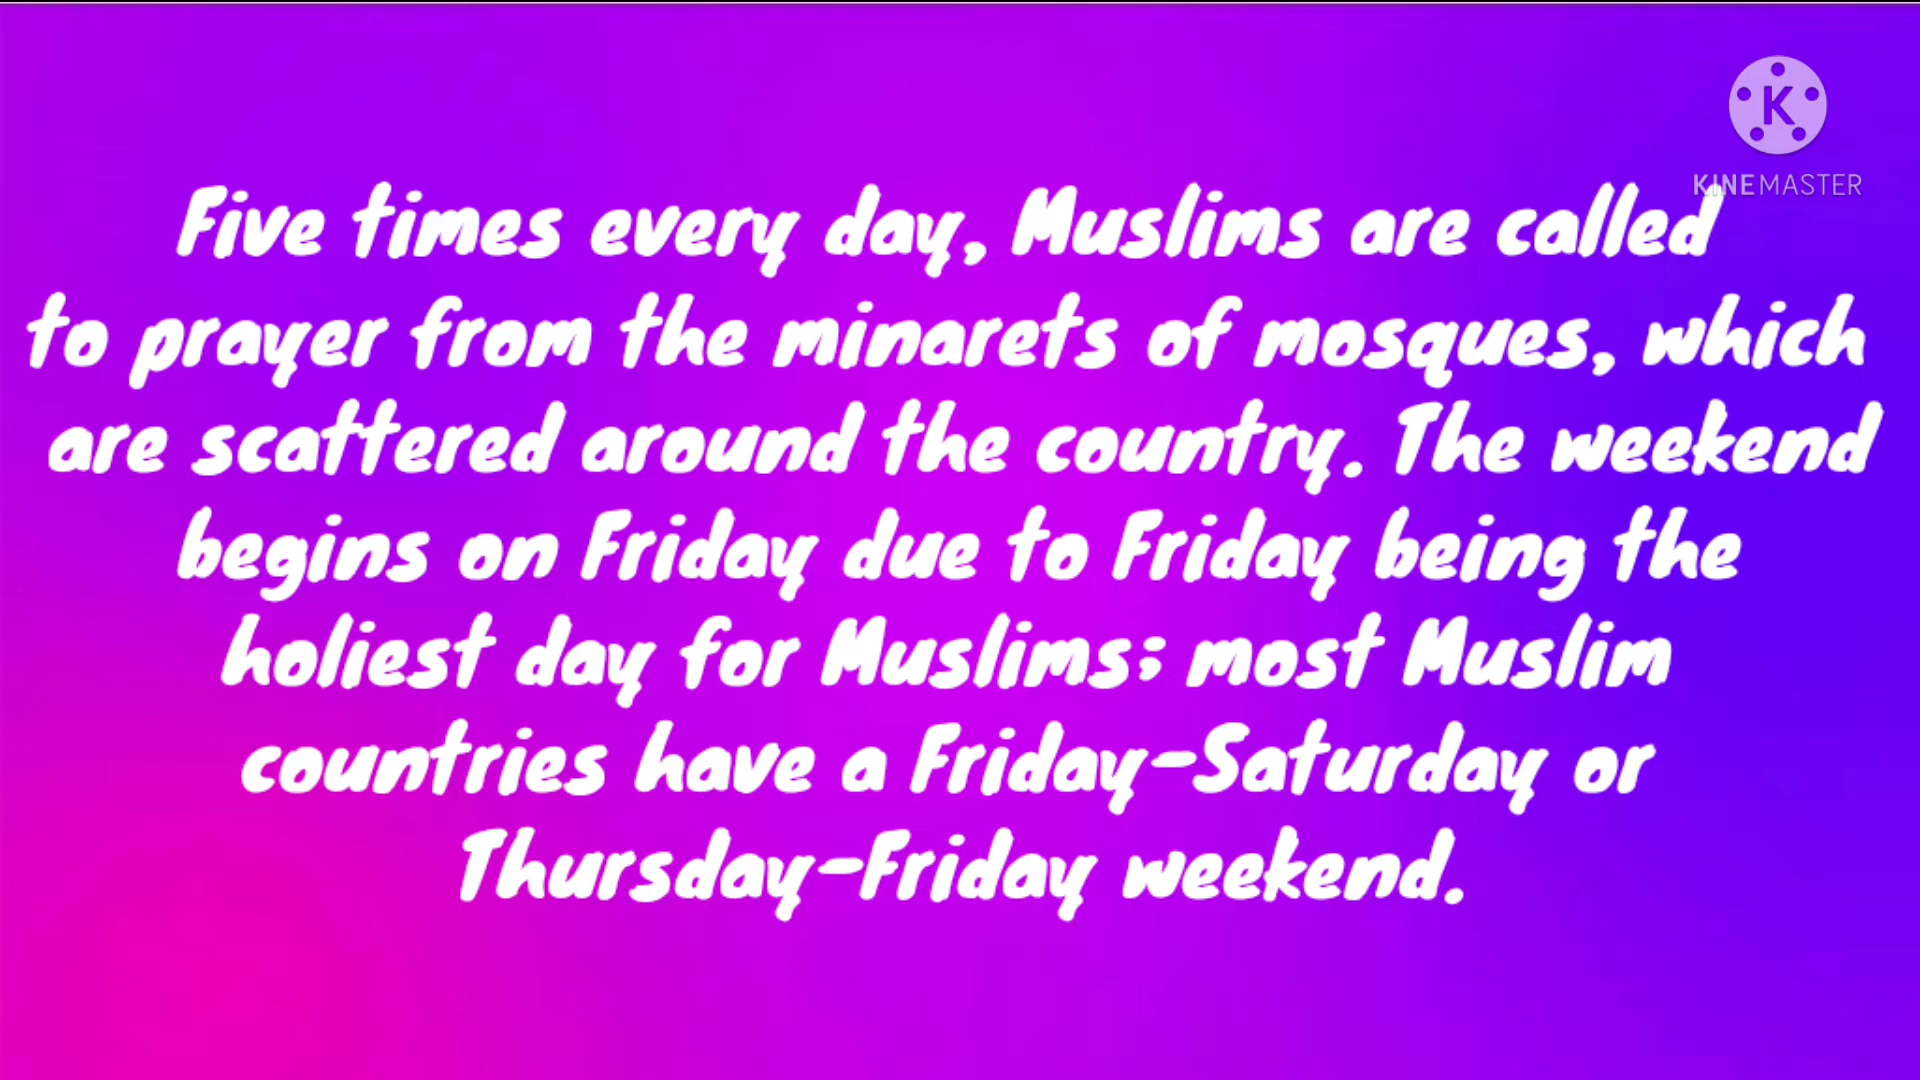 K
KINEMASTER
Five times every day, Muslims are called
to prayer from the minarets of mosques, which
are scattered around the country. The weekend
begins on Friday due to Friday being the
holiest day for Muslims; most Muslim
countries have a Friday-Saturday or
Thursday-Friday weekend.